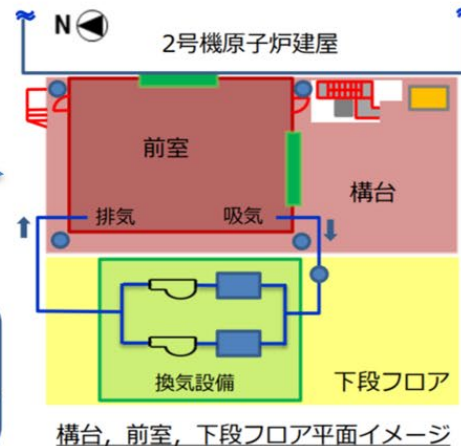 N
2号機原子炉建屋
前室
構台
排気
吸気
換気設備
下段フロア
構台，前室，下段フロア平面イメージ